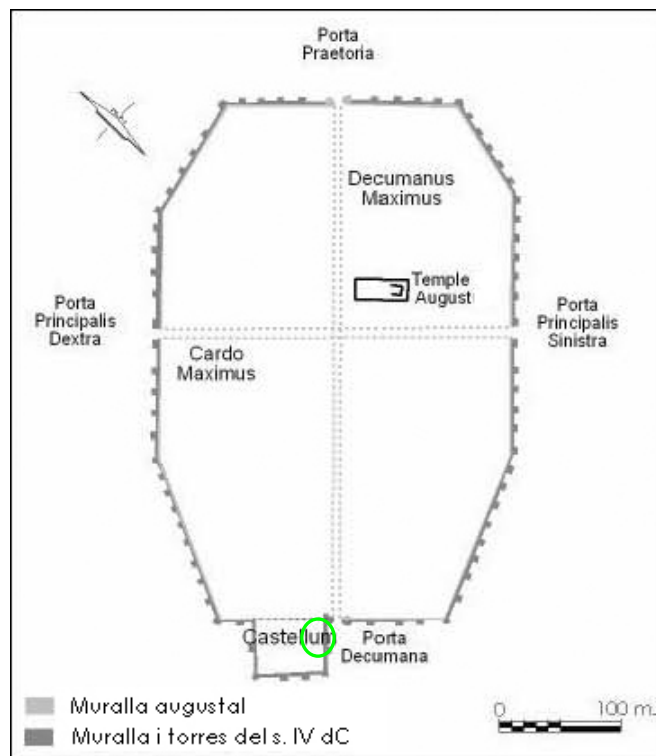 Porta
Praetoria
Decumanus
Maximus
Temple
August
Porta
Principalis
Dextra
Porta
Principalis
Sinistra
Cardo
Maximus
Castellum
Porta
Decumana
Muralla augustal
Muralla i torres del s. IV dC
0 100 m.